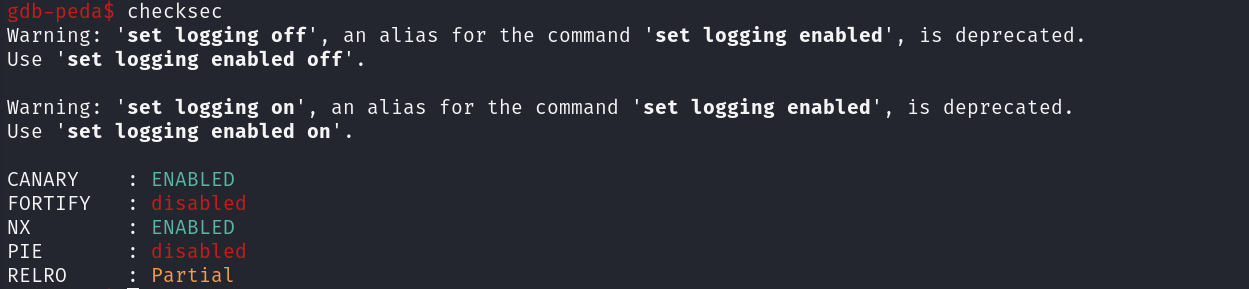 gdb-peda$ checksec
Warning: 'set logging off', an alias for the command 'set logging enabled', is deprecated.
Use 'set logging enabled off'.
Warning: 'set logging on', an alias for the command 'set logging enabled', is deprecated.
Use 'set logging enabled on'.
CANARY    : ENABLED
FORTIFY   : disabled
NX        : ENABLED
PIE       : disabled
RELRO     : Partial